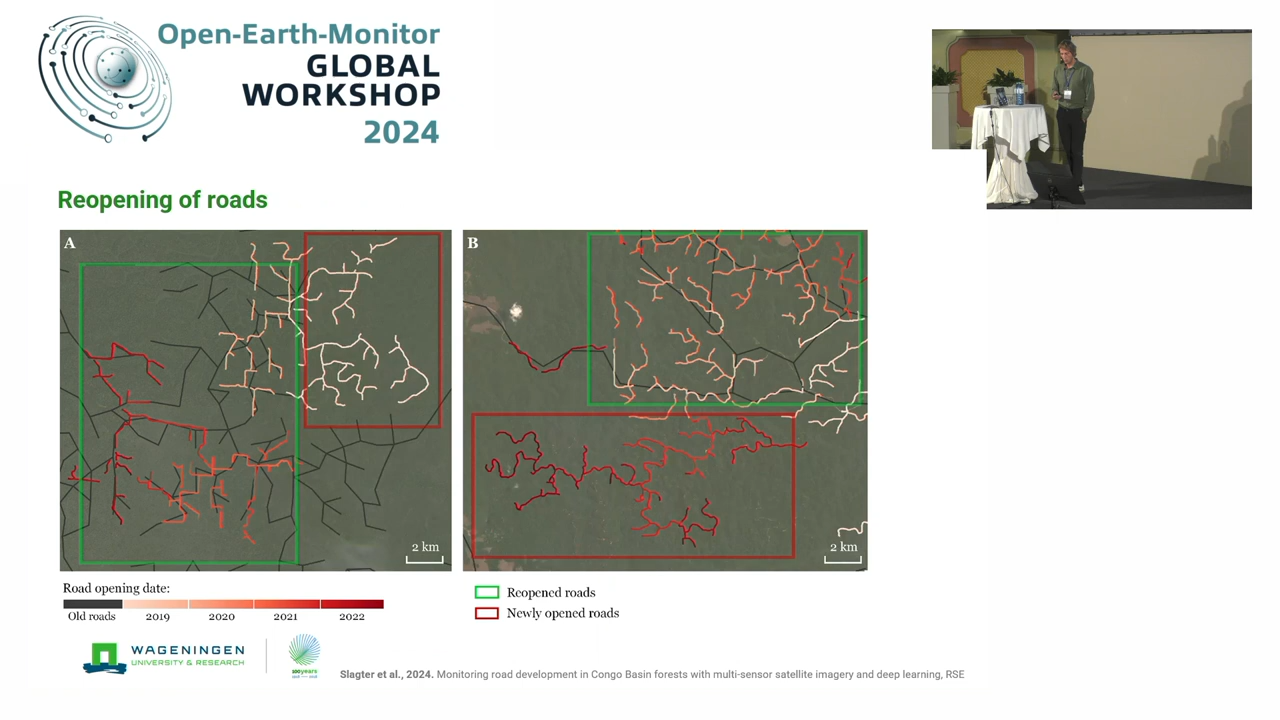 Open-Earth-Monitor
GLOBAL
WORKSHOP
2024
Reopening of roads
A
B
2 km
2 km
Road opening date:
Old roads 2019 2020 2021 2022
Reopened roads
Newly opened roads
WAGENINGEN
UNIVERSITY & RESEARCH
100years
Slagter et al., 2024. Monitoring road development in Congo Basin forests with multi-sensor satellite imagery and deep learning, RSE